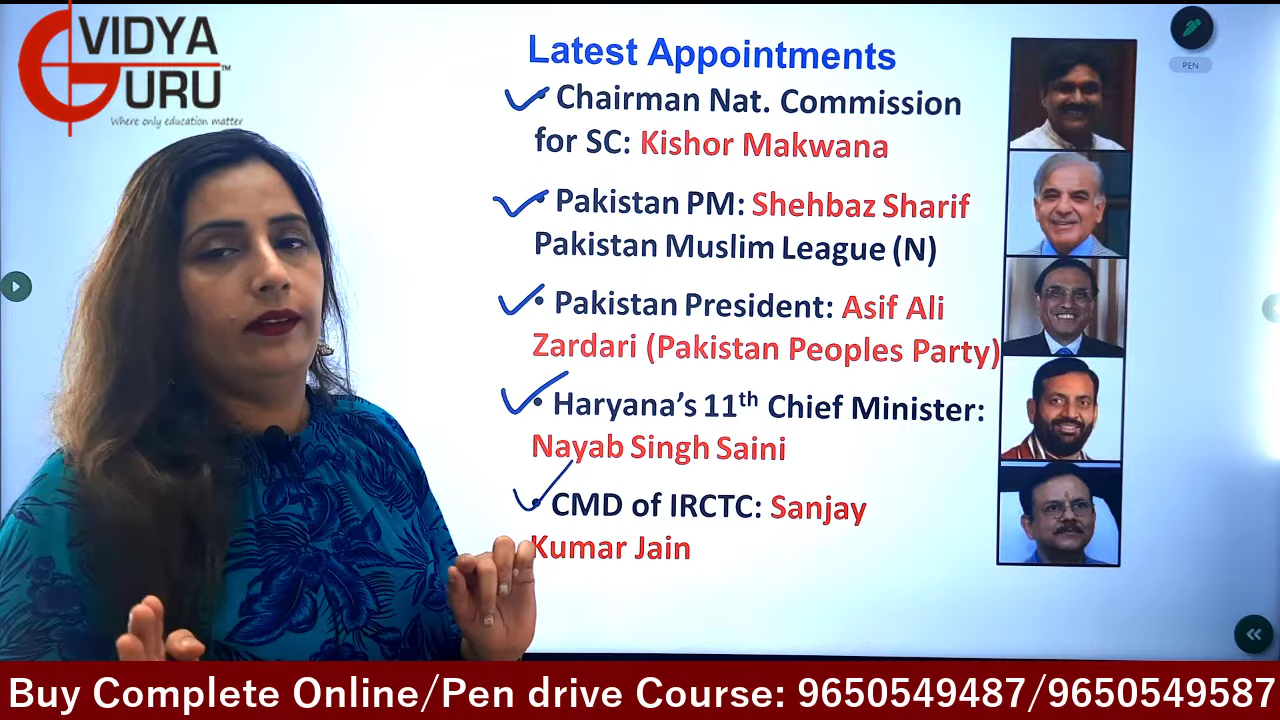 VIDYA
GURU™
Where only education matter
Latest Appointments
• Chairman Nat. Commission
for SC: Kishor Makwana
• Pakistan PM: Shehbaz Sharif
Pakistan Muslim League (N)
• Pakistan President: Asif Ali
Zardari (Pakistan Peoples Party)
• Haryana’s 11th Chief Minister:
Nayab Singh Saini
• CMD of IRCTC: Sanjay
Kumar Jain
PEN
Buy Complete Online/Pen drive Course: 9650549487/9650549587